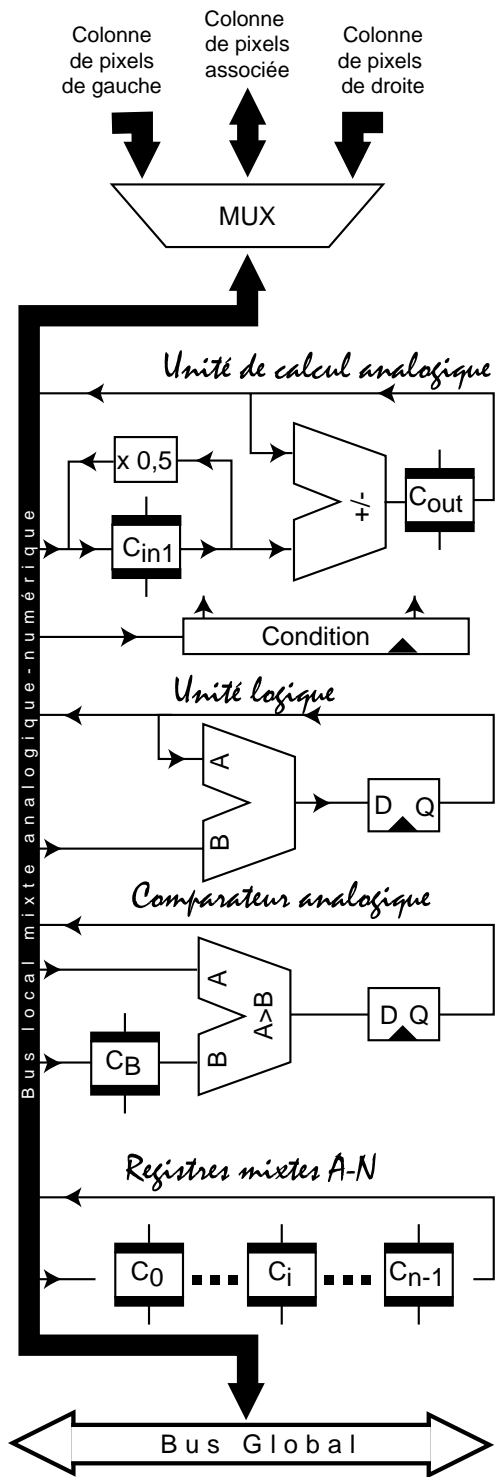 Colonne
de pixels
de gauche
Colonne
de pixels
associée
Colonne
de pixels
de droite
MUX
Unité de calcul analogique
x 0,5
Cin1
+/-
Cout
Condition
Unité logique
A
B
D Q
Comparateur analogique
A
B
A>B
CB
D Q
Registres mixtes A-N
C0
Ci
Cn-1
Bus local mixte analogique-numérique
Bus Global